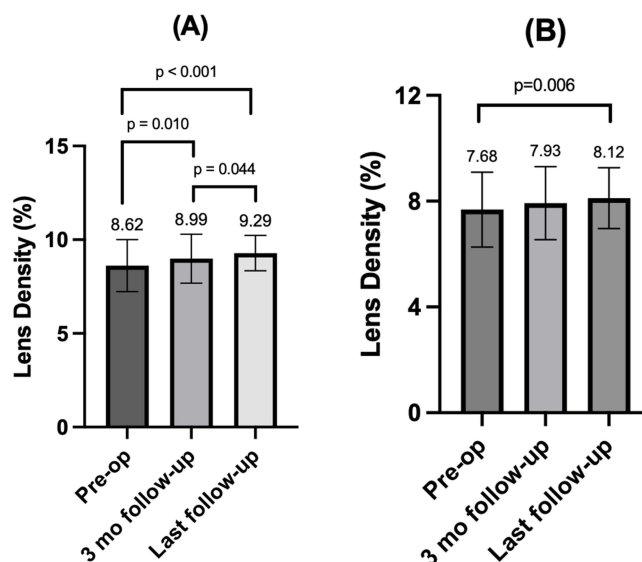 (A)
p < 0.001
p = 0.010
p = 0.044
8.62
8.99
9.29
Lens Density (%)
15
10
5
0
Pre-op
3 mo follow-up
Last follow-up
(B)
p=0.006
7.68
7.93
8.12
Lens Density (%)
12
8
4
0
Pre-op
3 mo follow-up
Last follow-up